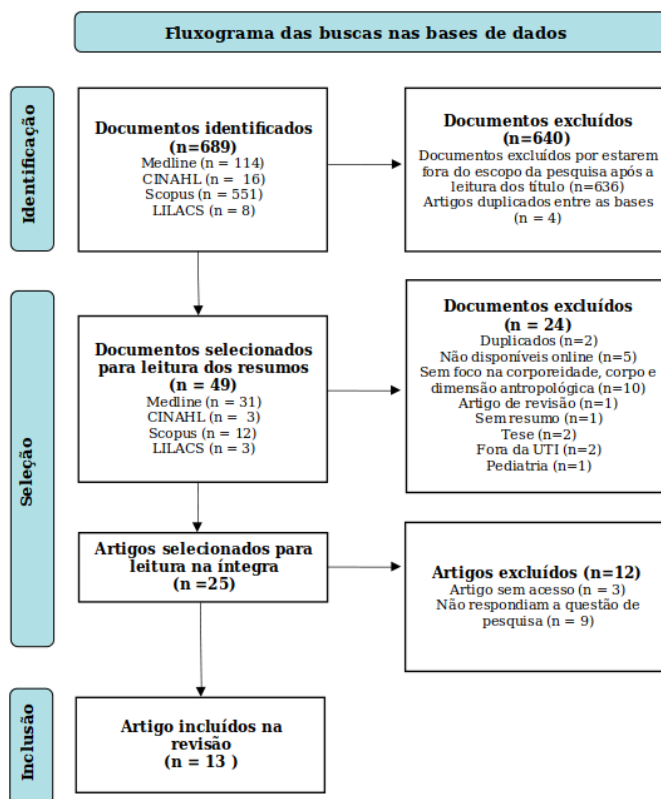 Fluxograma das buscas nas bases de dados
Identificação
Documentos identificados
(n=689)
Medline (n = 114)
CINAHL (n = 16)
Scopus (n = 551)
LILACS (n = 8)
Documentos excluídos
(n=640)
Documentos excluídos por estarem
fora do escopo da pesquisa após a
leitura dos título (n=636)
Artigos duplicados entre as bases
(n = 4)
Seleção
Documentos selecionados
para leitura dos resumos
(n = 49)
Medline (n = 31)
CINAHL (n = 3)
Scopus (n = 12)
LILACS (n = 3)
Documentos excluídos
(n = 24)
Duplicados (n=2)
Não disponíveis online (n=5)
Sem foco na corporeidade, corpo e
dimensão antropológica (n=10)
Artigo de revisão (n=1)
Sem resumo (n=1)
Tese (n=2)
Fora da UTI (n=2)
Pediatria (n=1)
Artigos selecionados para
leitura na íntegra
(n =25)
Artigos excluídos (n=12)
Artigo sem acesso (n = 3)
Não respondiam a questão de
pesquisa (n = 9)
Inclusão
Artigo incluídos na
revisão
(n = 13 )